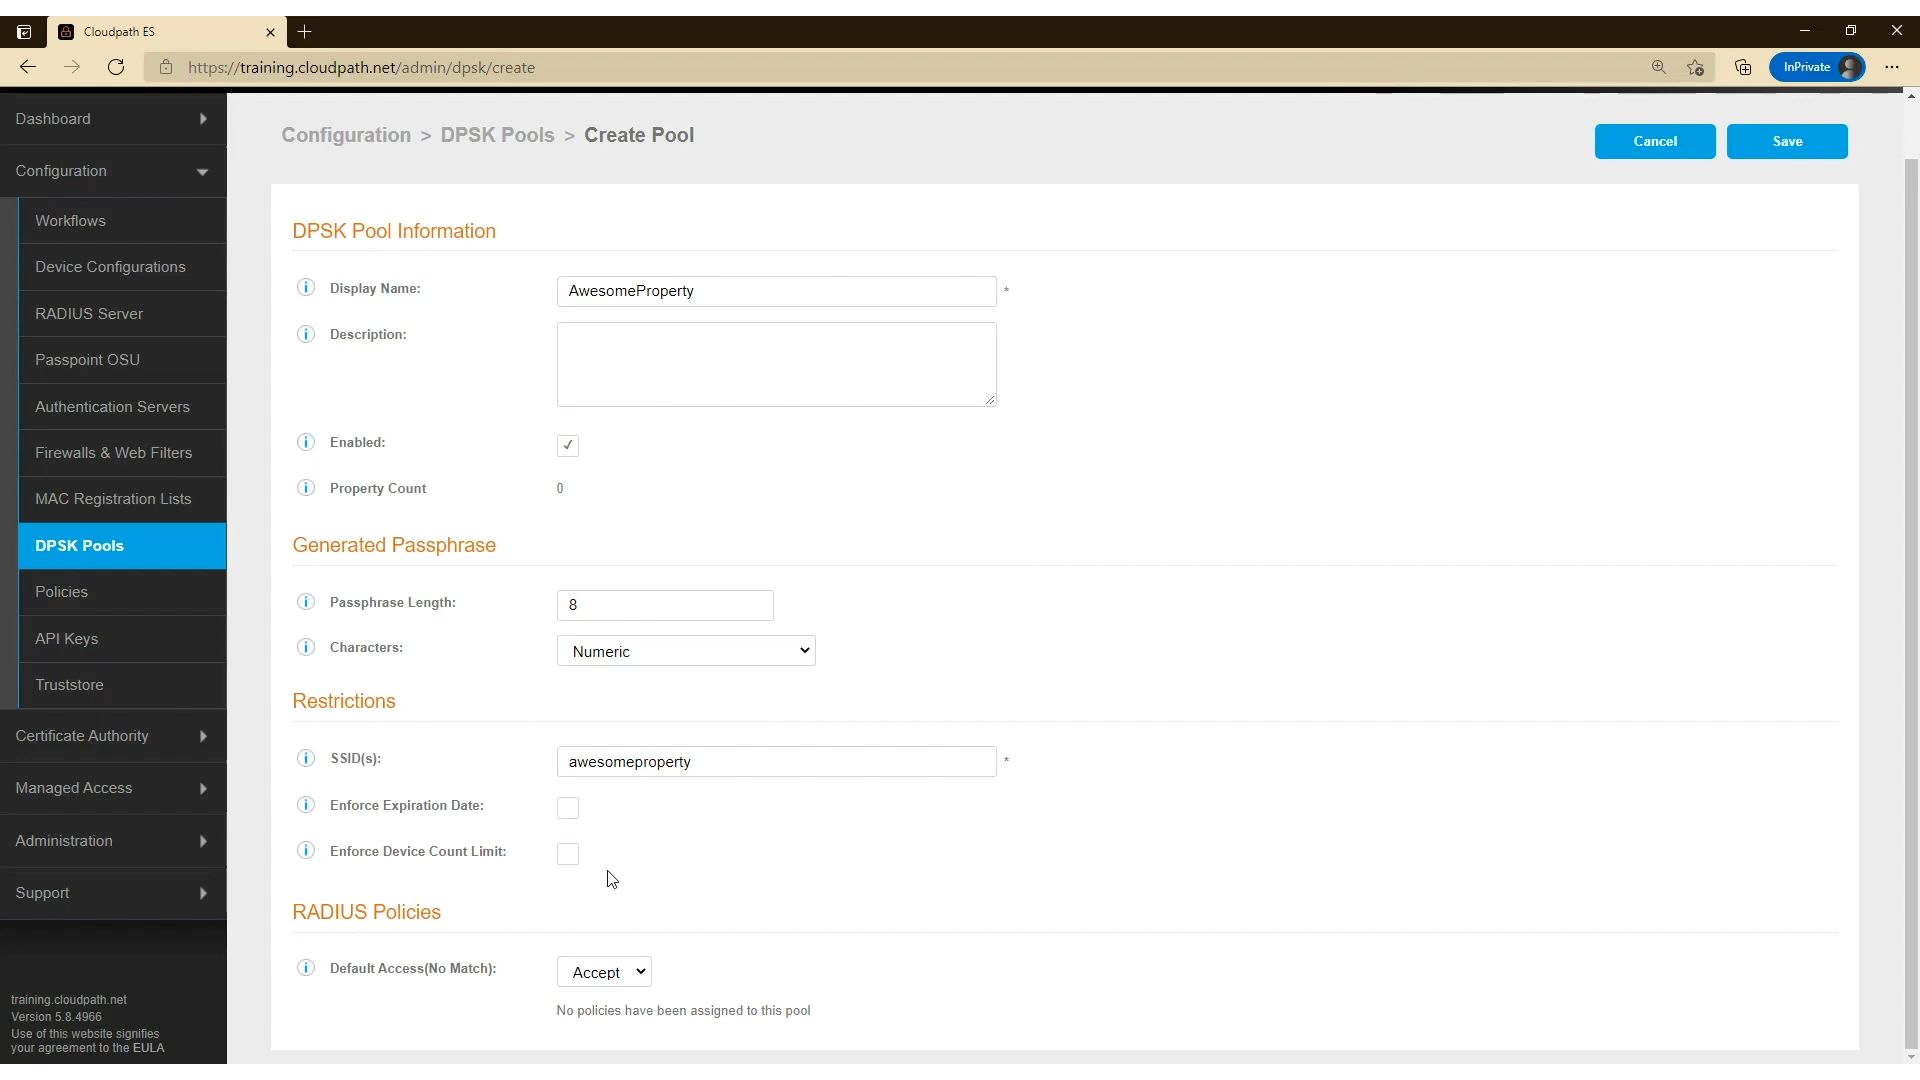 Cloudpath ES
https://training.cloudpath.net/admin/dpsk/create
InPrivate
Dashboard
Configuration
Workflows
Device Configurations
RADIUS Server
Passpoint OSU
Authentication Servers
Firewalls & Web Filters
MAC Registration Lists
DPSK Pools
Policies
API Keys
Truststore
Certificate Authority
Managed Access
Administration
Support
training.cloudpath.net
Version 5.8.4966
Use of this website signifies
your agreement to the EULA
Configuration > DPSK Pools > Create Pool
Cancel
Save
DPSK Pool Information
Display Name: AwesomeProperty *
Description:
Enabled:
Property Count 0
Generated Passphrase
Passphrase Length: 8
Characters: Numeric
Restrictions
SSID(s): awesomeproperty *
Enforce Expiration Date:
Enforce Device Count Limit:
RADIUS Policies
Default Access(No Match): Accept
No policies have been assigned to this pool